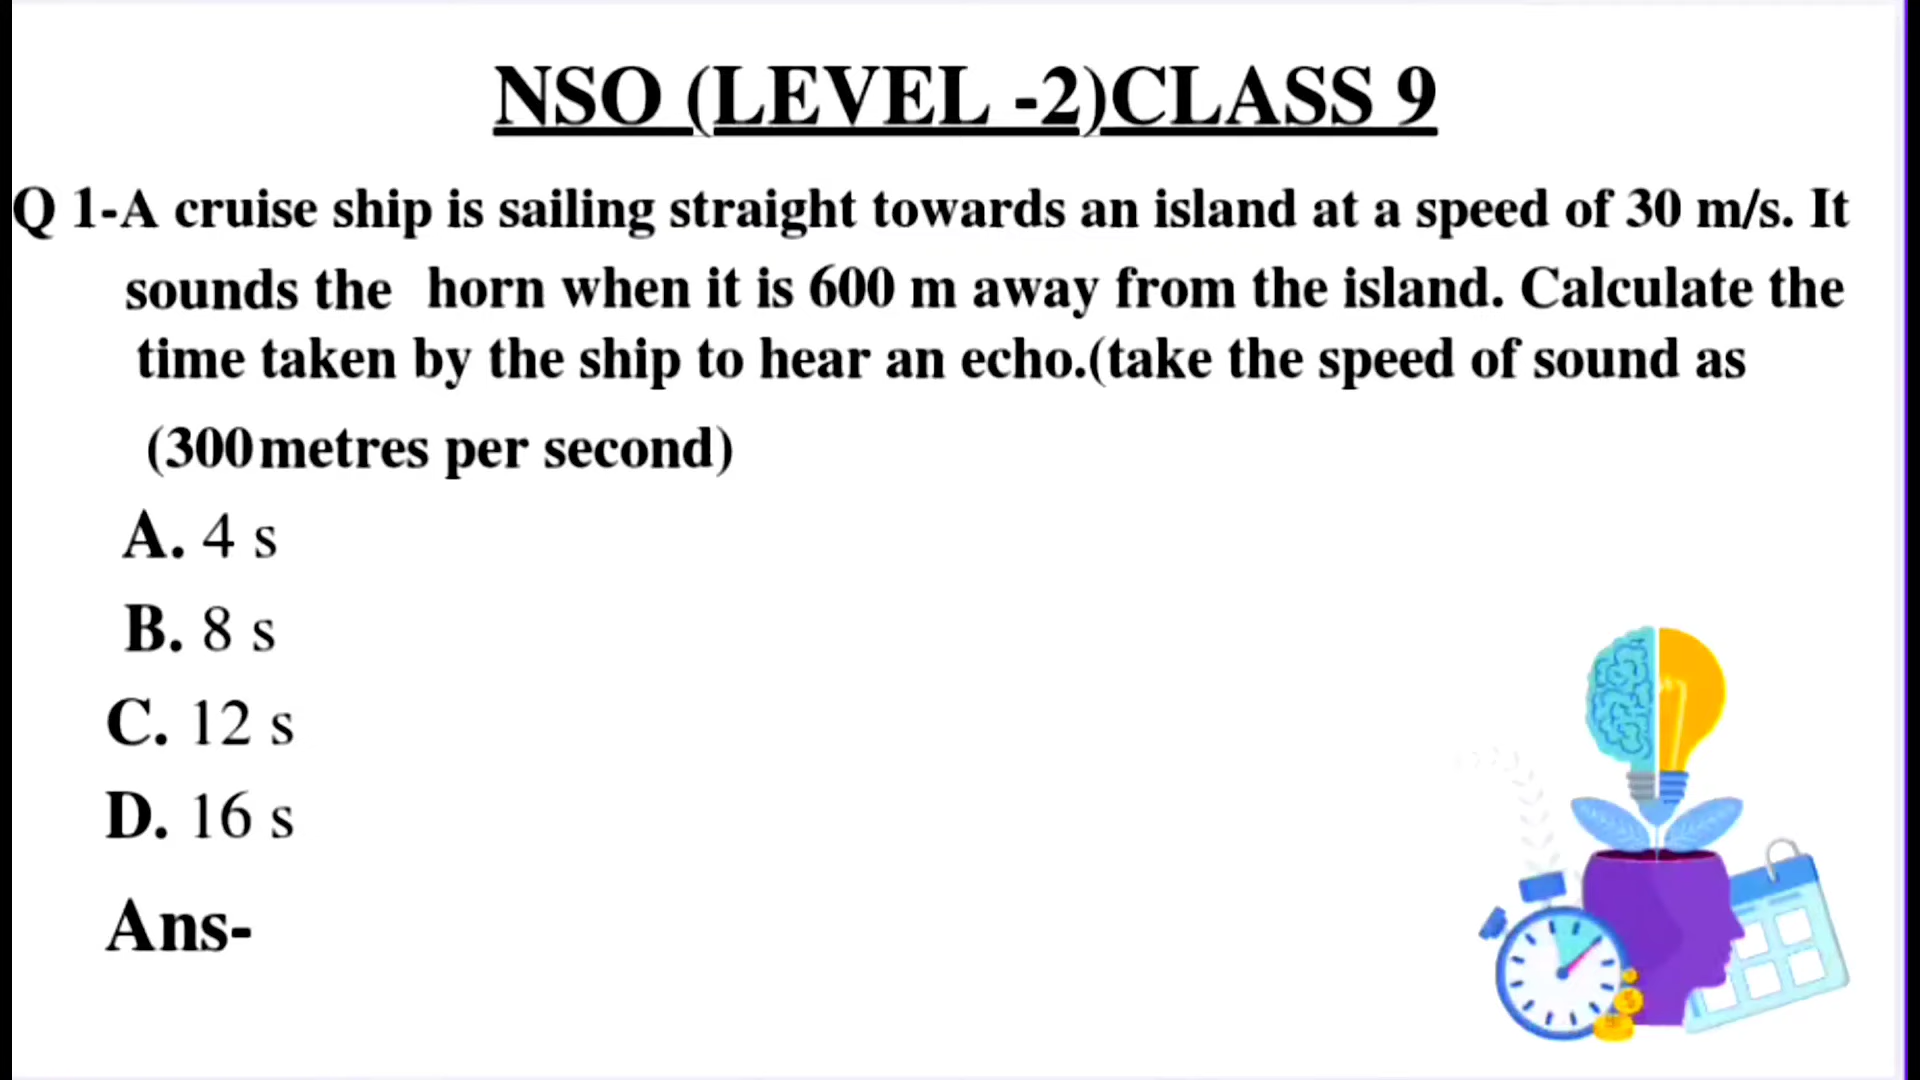 NSO (LEVEL -2)CLASS 9
Q 1-A cruise ship is sailing straight towards an island at a speed of 30 m/s. It
sounds the horn when it is 600 m away from the island. Calculate the
time taken by the ship to hear an echo.(take the speed of sound as
(300metres per second)
A. 4 s
B. 8 s
C. 12 s
D. 16 s
Ans-